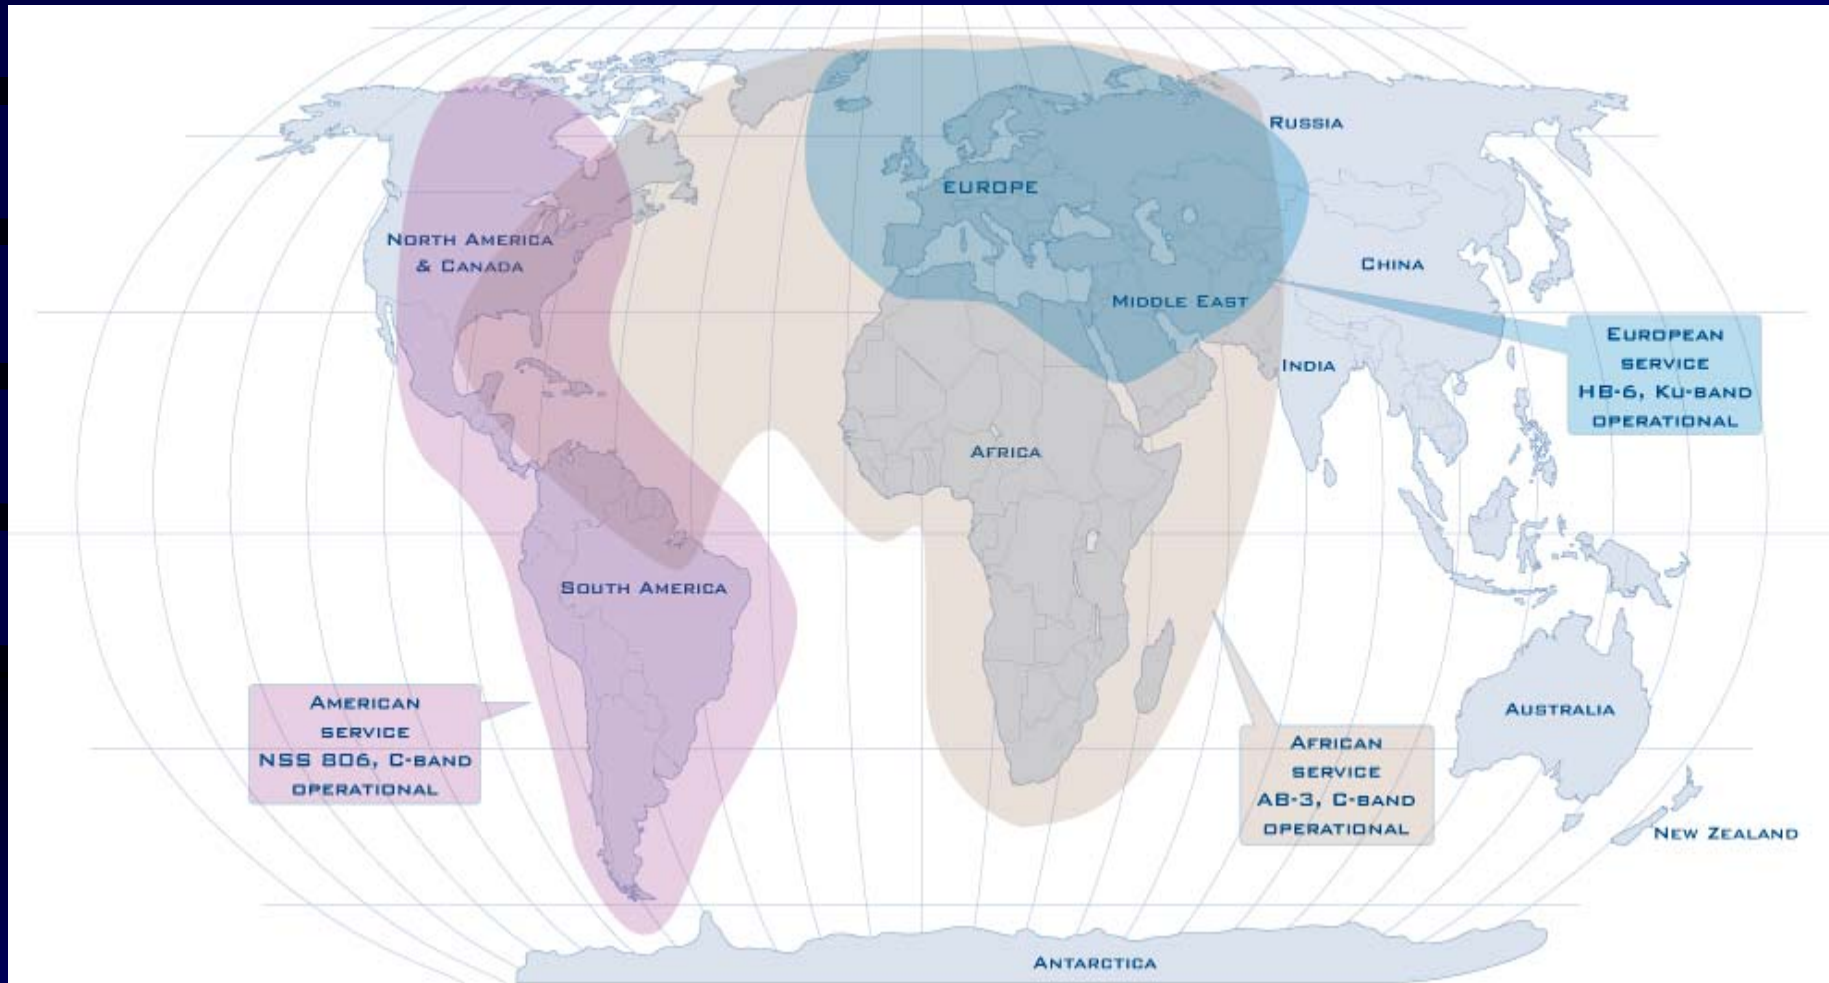 RUSSIA
EUROPE
NORTH AMERICA
& CANADA
CHINA
MIDDLE EAST
EUROPEAN
SERVICE
HB-6, KU-BAND
OPERATIONAL
INDIA
AFRICA
SOUTH AMERICA
AMERICAN
SERVICE
NSS 806, C-BAND
OPERATIONAL
AUSTRALIA
AFRICAN
SERVICE
AB-3, C-BAND
OPERATIONAL
NEW ZEALAND
ANTARCTICA